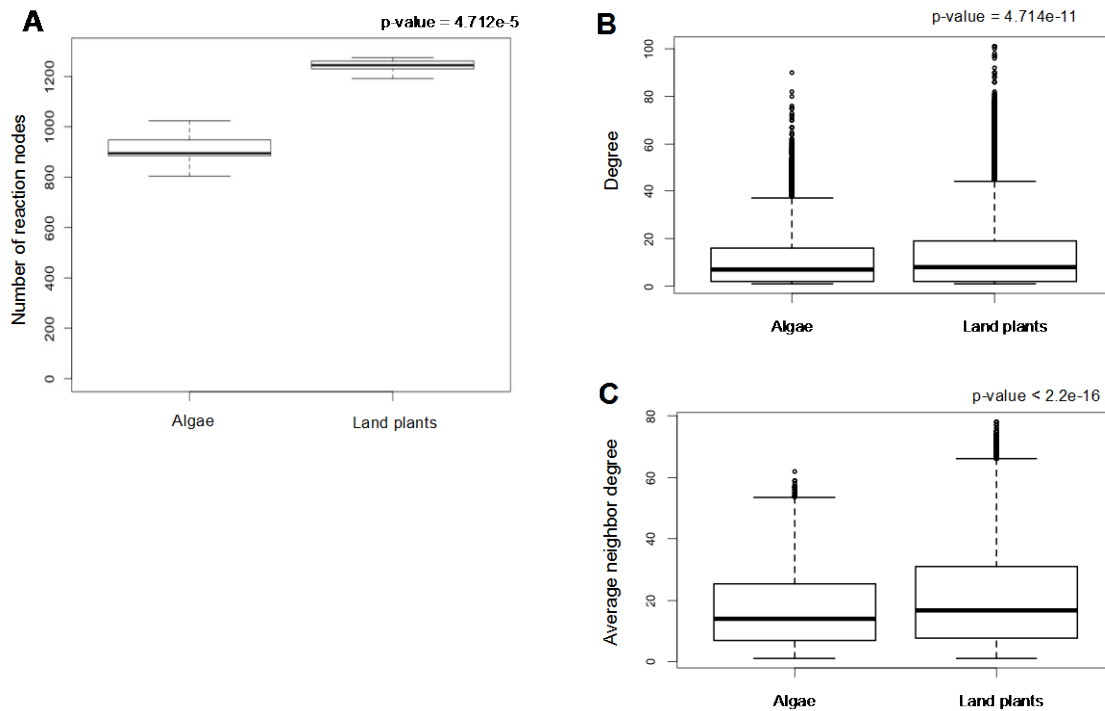 A
p-value = 4.712e-5
Number of reaction nodes
0
200
400
600
800
1000
1200
Algae
Land plants
B
p-value = 4.714e-11
Degree
0
20
40
60
80
100
Algae
Land plants
C
p-value < 2.2e-16
Average neighbor degree
0
20
40
60
80
Algae
Land plants